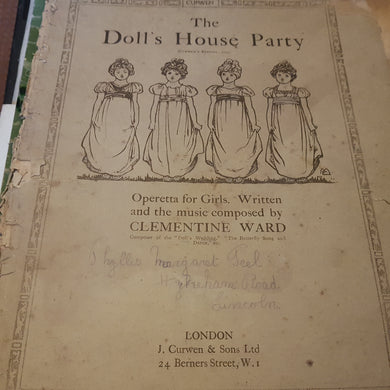 CURWEN
The
Doll's House Party
Operetta for Girls. Written
and the music composed by
CLEMENTINE WARD
Composer of the "Doll's Wedding," "The Butterfly Song and
Dance," &c.
Phyllis Margaret Peel
Hykeham Road
Lincoln.
LONDON
J. Curwen & Sons Ltd
24 Berners Street, W.1